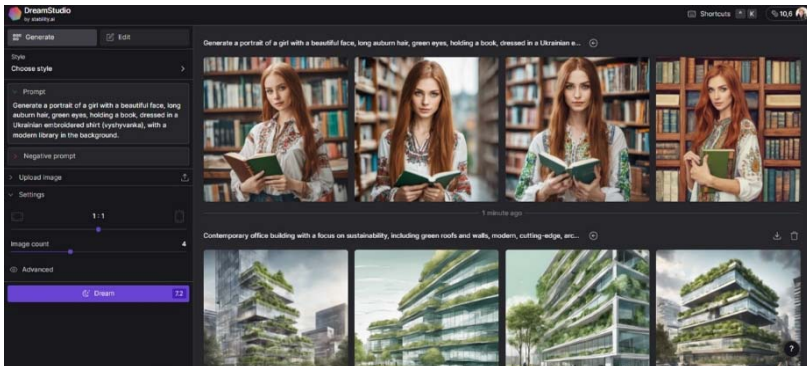 DreamStudio
by stability.ai
Shortcuts ^ K
10,6
Generate
Edit
Style
Choose style
Prompt
Generate a portrait of a girl with a beautiful face, long
auburn hair, green eyes, holding a book, dressed in a
Ukrainian embroidered shirt (vyshyvanka), with a
modern library in the background.
Negative prompt
Upload image
Settings
1:1
Image count 4
Advanced
Dream 7.2
Generate a portrait of a girl with a beautiful face, long auburn hair, green eyes, holding a book, dressed in a Ukrainian e...
1 minute ago
Contemporary office building with a focus on sustainability, including green roofs and walls, modern, cutting-edge, arc...
?